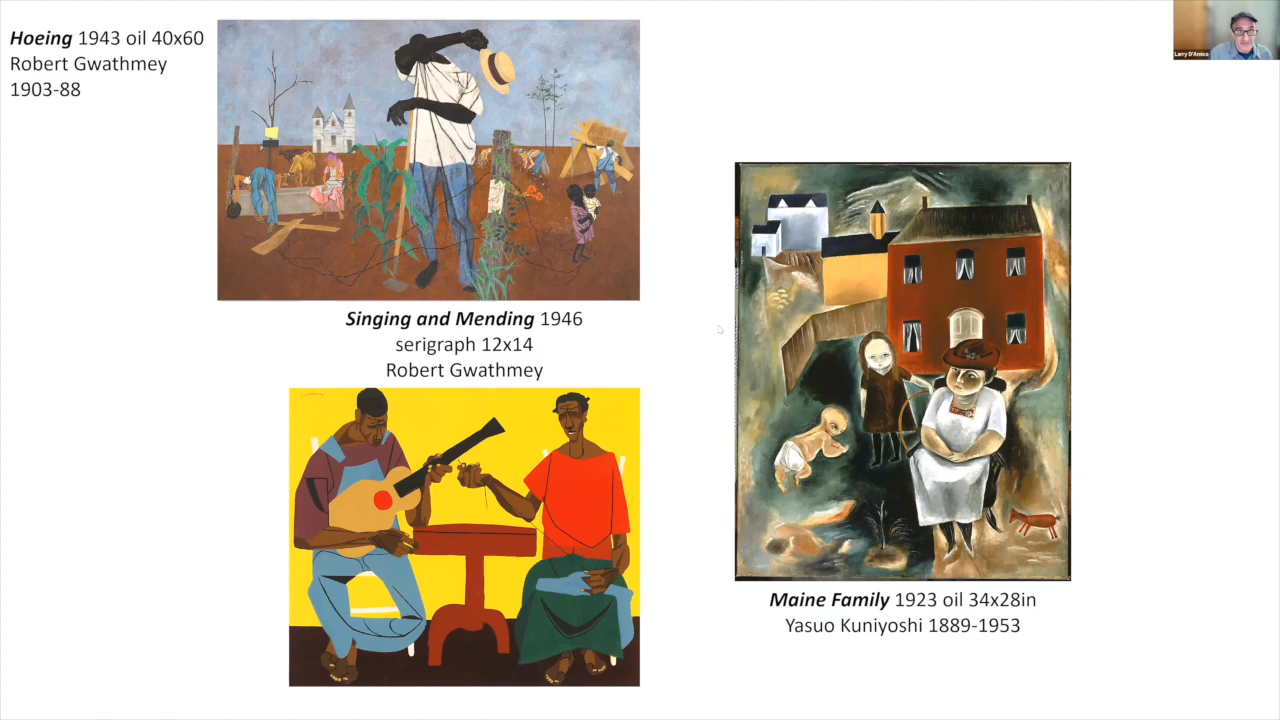 Hoeing 1943 oil 40x60
Robert Gwathmey
1903-88
Larry D'Amico
Singing and Mending 1946
serigraph 12x14
Robert Gwathmey
Maine Family 1923 oil 34x28in
Yasuo Kuniyoshi 1889-1953